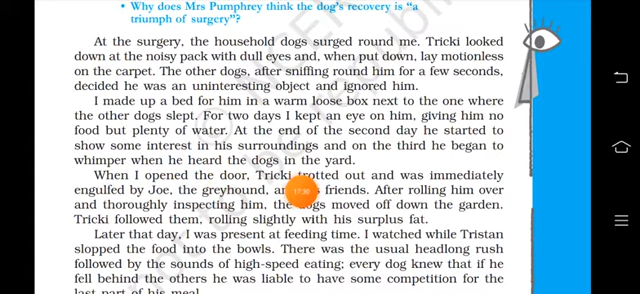 • Why does Mrs Pumphrey think the dog's recovery is "a
triumph of surgery"?
At the surgery, the household dogs surged round me. Tricki looked
down at the noisy pack with dull eyes and, when put down, lay motionless
on the carpet. The other dogs, after sniffing round him for a few seconds,
decided he was an uninteresting object and ignored him.
I made up a bed for him in a warm loose box next to the one where
the other dogs slept. For two days I kept an eye on him, giving him no
food but plenty of water. At the end of the second day he started to
show some interest in his surroundings and on the third he began to
whimper when he heard the dogs in the yard.
When I opened the door, Tricki trotted out and was immediately
engulfed by Joe, the greyhound, friends. After rolling him over
and thoroughly inspecting him, the dogs moved off down the garden.
Tricki followed them, rolling slightly with his surplus fat.
Later that day, I was present at feeding time. I watched while Tristan
slopped the food into the bowls. There was the usual headlong rush
followed by the sounds of high-speed eating; every dog knew that if he
fell behind the others he was liable to have some competition for the
last part of his meal.
17:30